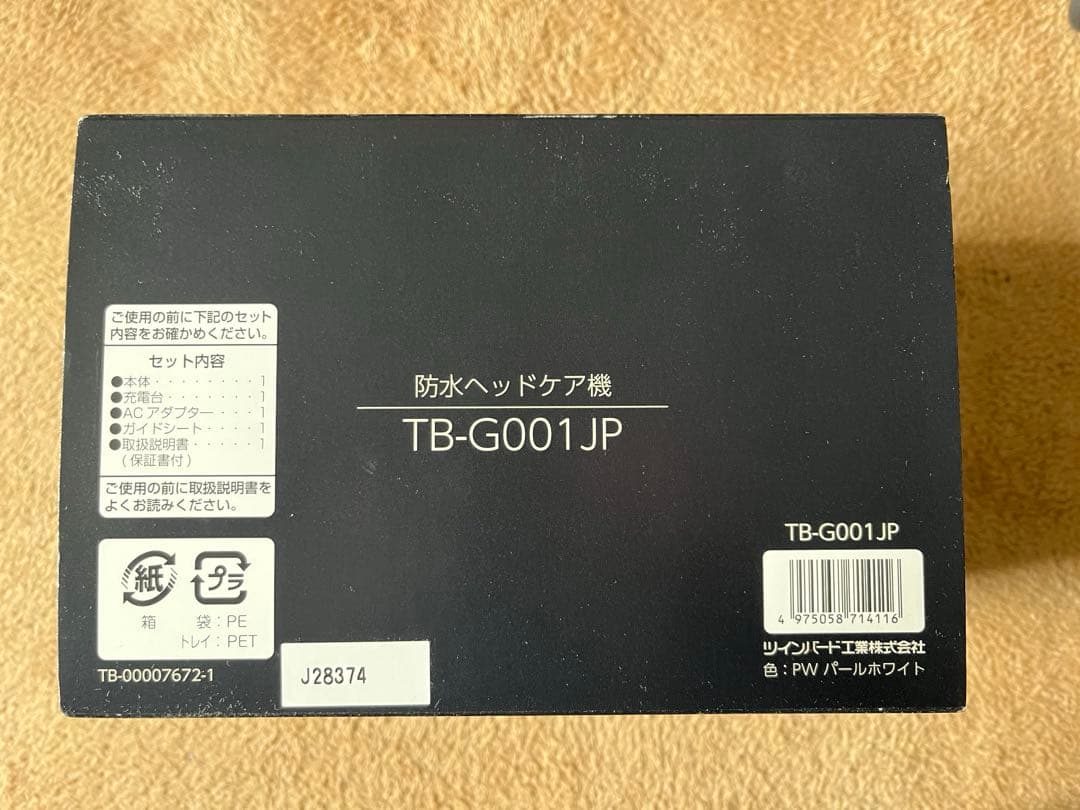 ご使用の前に下記のセット
内容をお確かめください。
セット内容
●本体・・・・・・・・1
●充電台・・・・・・・1
●ACアダプター・・・1
●ガイドシート・・・・1
●取扱説明書・・・・・1
(保証書付)
ご使用の前に取扱説明書を
よくお読みください。
紙
プラ
箱
袋：PE
トレイ：PET
TB-00007672-1
J28374
防水ヘッドケア機
TB-G001JP
TB-G001JP
4 975058 714116
ツインバード工業株式会社
色：PW パールホワイト